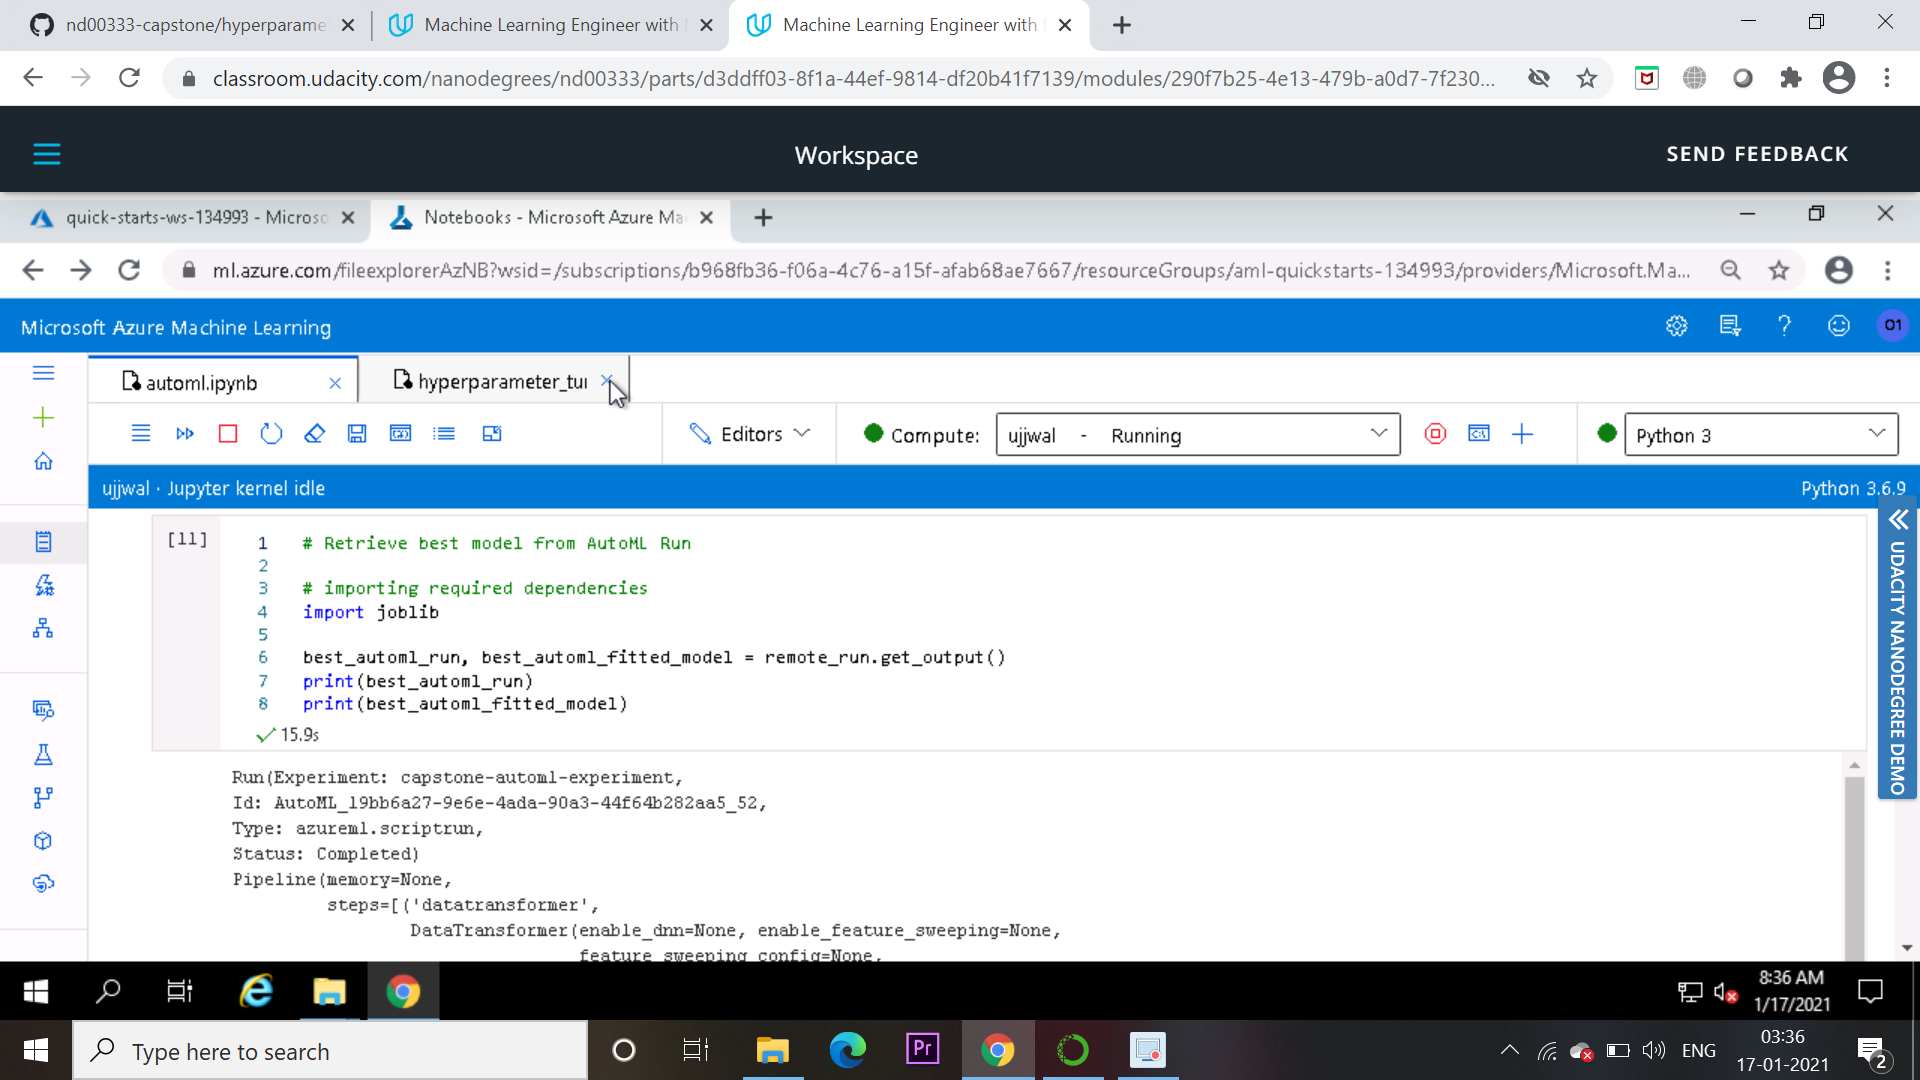 nd00333-capstone/hyperparame
Machine Learning Engineer with
Machine Learning Engineer with
classroom.udacity.com/nanodegrees/nd00333/parts/d3ddff03-8f1a-44ef-9814-df20b41f7139/modules/290f7b25-4e13-479b-a0d7-7f230...
Workspace
SEND FEEDBACK
quick-starts-ws-134993 - Microso
Notebooks - Microsoft Azure Ma
ml.azure.com/fileexplorerAzNB?wsid=/subscriptions/b968fb36-f06a-4c76-a15f-afab68ae7667/resourceGroups/aml-quickstarts-134993/providers/Microsoft.Ma...
Microsoft Azure Machine Learning
01
automl.ipynb
hyperparameter_tu
Editors
Compute:
ujjwal - Running
Python 3
ujjwal · Jupyter kernel idle
Python 3.6.9
[11]
1 # Retrieve best model from AutoML Run
2
3 # importing required dependencies
4 import joblib
5
6 best_automl_run, best_automl_fitted_model = remote_run.get_output()
7 print(best_automl_run)
8 print(best_automl_fitted_model)
15.9s
Run(Experiment: capstone-automl-experiment,
Id: AutoML_19bb6a27-9e6e-4ada-90a3-44f64b282aa5_52,
Type: azureml.scriptrun,
Status: Completed)
Pipeline(memory=None,
steps=[('datatransformer',
DataTransformer(enable_dnn=None, enable_feature_sweeping=None,
feature_sweeping_config=None,
UDACITY NANODEGREE DEMO
8:36 AM
1/17/2021
Type here to search
Pr
ENG
03:36
17-01-2021
2